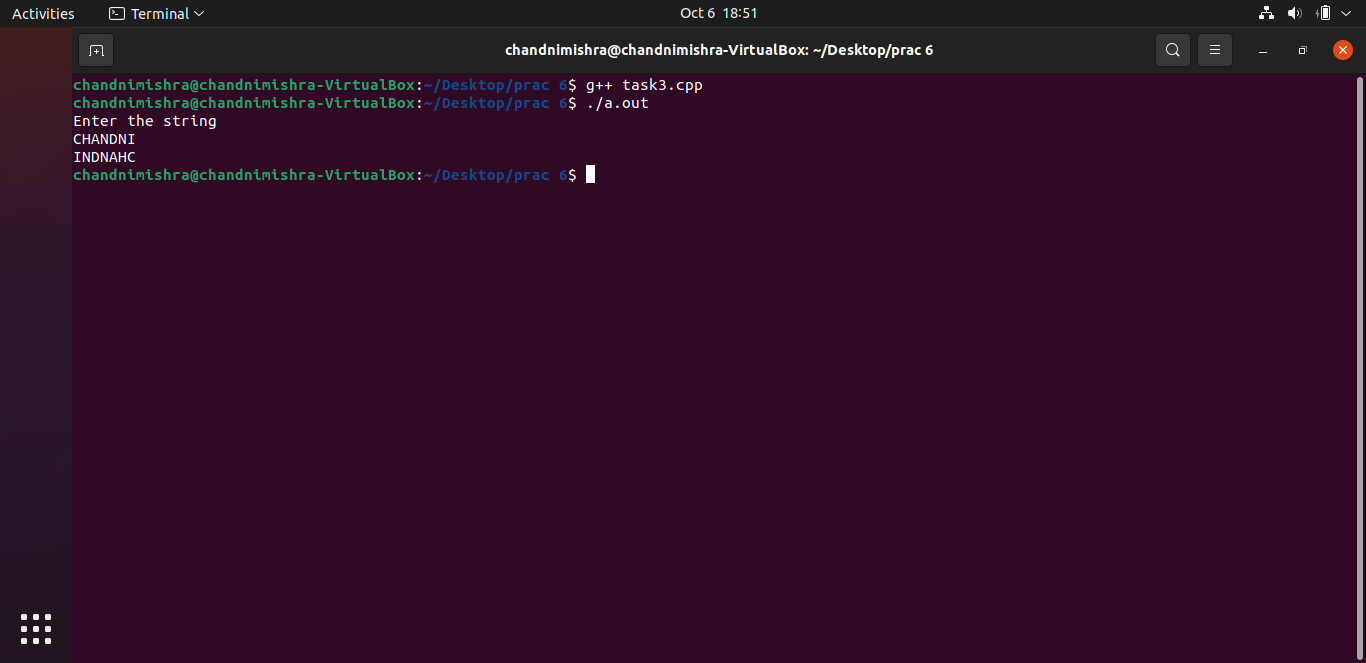 Activities Terminal Oct 6 18:51
chandnimishra@chandnimishra-VirtualBox: ~/Desktop/prac 6
chandnimishra@chandnimishra-VirtualBox:~/Desktop/prac 6$ g++ task3.cpp
chandnimishra@chandnimishra-VirtualBox:~/Desktop/prac 6$ ./a.out
Enter the string
CHANDNI
INDNAHC
chandnimishra@chandnimishra-VirtualBox:~/Desktop/prac 6$